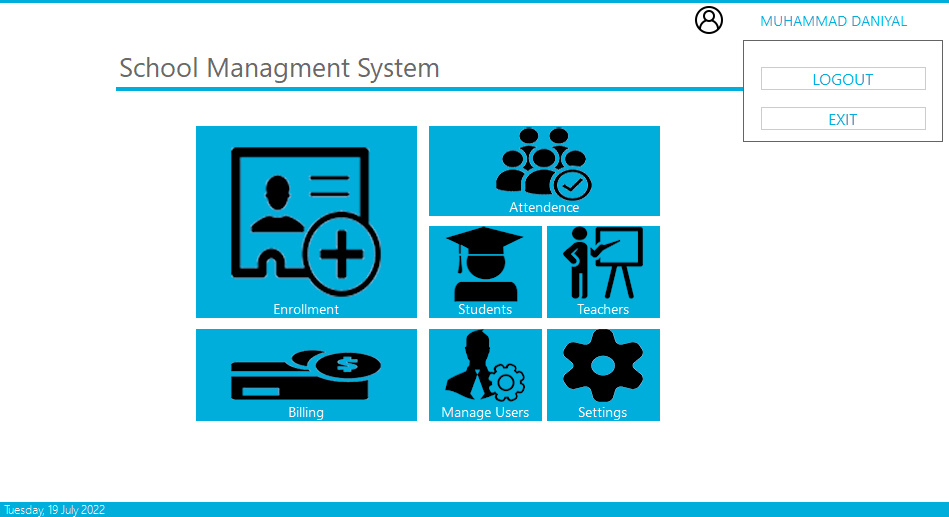 MUHAMMAD DANIYAL
School Managment System
LOGOUT
EXIT
Attendence
Enrollment
Students
Teachers
Billing
Manage Users
Settings
Tuesday, 19 July 2022